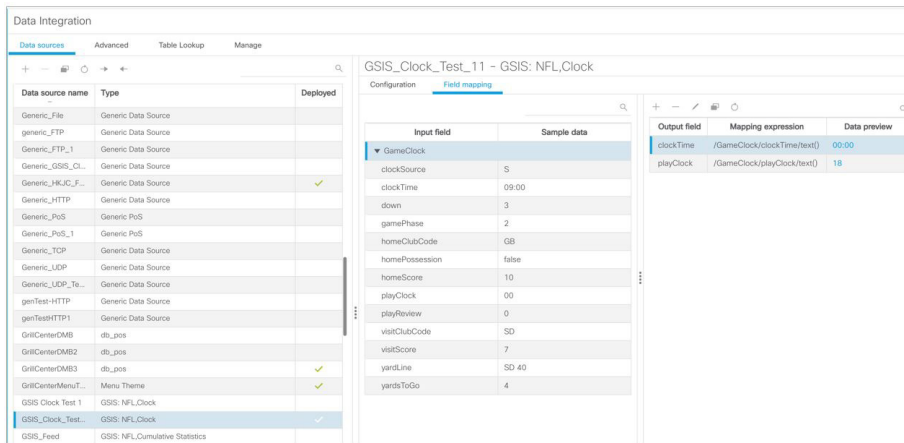 Data Integration
Data sources Advanced Table Lookup Manage
Data source name Type Deployed
Generic_File Generic Data Source
generic_FTP Generic Data Source
Generic_FTP_1 Generic Data Source
Generic_GSIS_Cl... Generic Data Source
Generic_HKJC_F... Generic Data Source
Generic_HTTP Generic Data Source
Generic_PoS Generic PoS
Generic_PoS_1 Generic PoS
Generic_TCP Generic Data Source
Generic_UDP Generic Data Source
Generic_UDP_Te... Generic Data Source
genTest-HTTP Generic Data Source
genTestHTTP1 Generic Data Source
GrillCenterDMB db_pos
GrillCenterDMB2 db_pos
GrillCenterDMB3 db_pos
GrillCenterMenuT... Menu Theme
GSIS Clock Test 1 GSIS: NFL,Clock
GSIS_Clock_Test... GSIS: NFL,Clock
GSIS_Feed GSIS: NFL,Cumulative Statistics
GSIS_Clock_Test_11 - GSIS: NFL,Clock
Configuration Field mapping
Input field Sample data
GameClock
clockSource S
clockTime 09:00
down 3
gamePhase 2
homeClubCode GB
homePossession false
homeScore 10
playClock 00
playReview 0
visitClubCode SD
visitScore 7
yardLine SD 40
yardsToGo 4
Output field Mapping expression Data preview
clockTime /GameClock/clockTime/text() 00:00
playClock /GameClock/playClock/text() 18